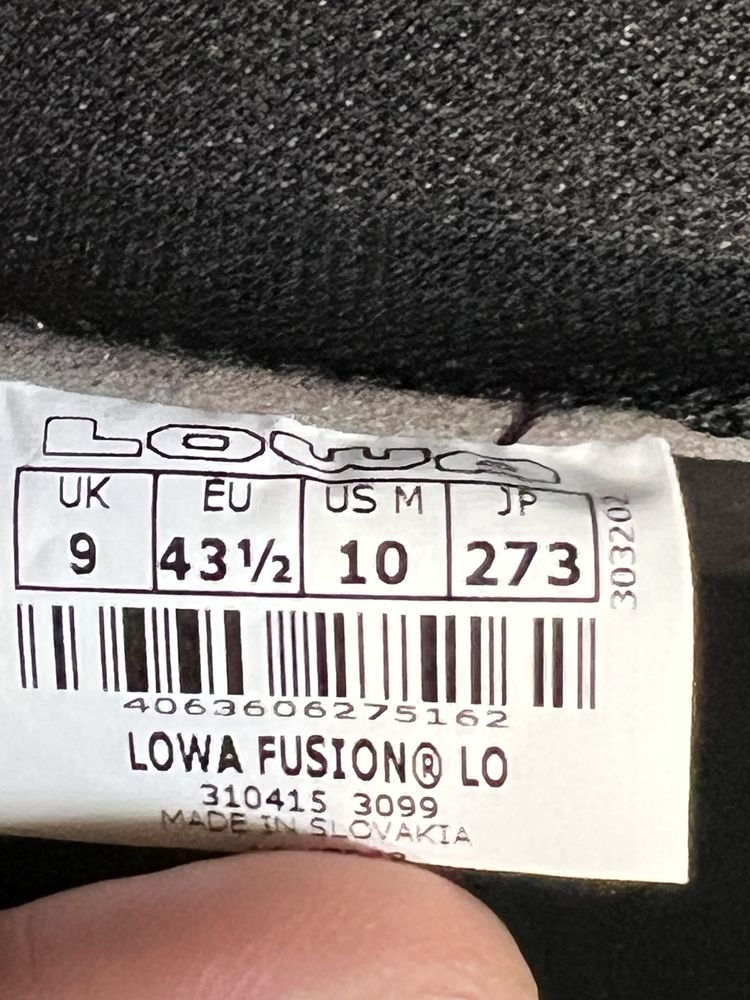 LOWA
UK EU US M JP
9 43½ 10 273
303202
4063606275162
LOWA FUSION® LO
310415 3099
MADE IN SLOVAKIA